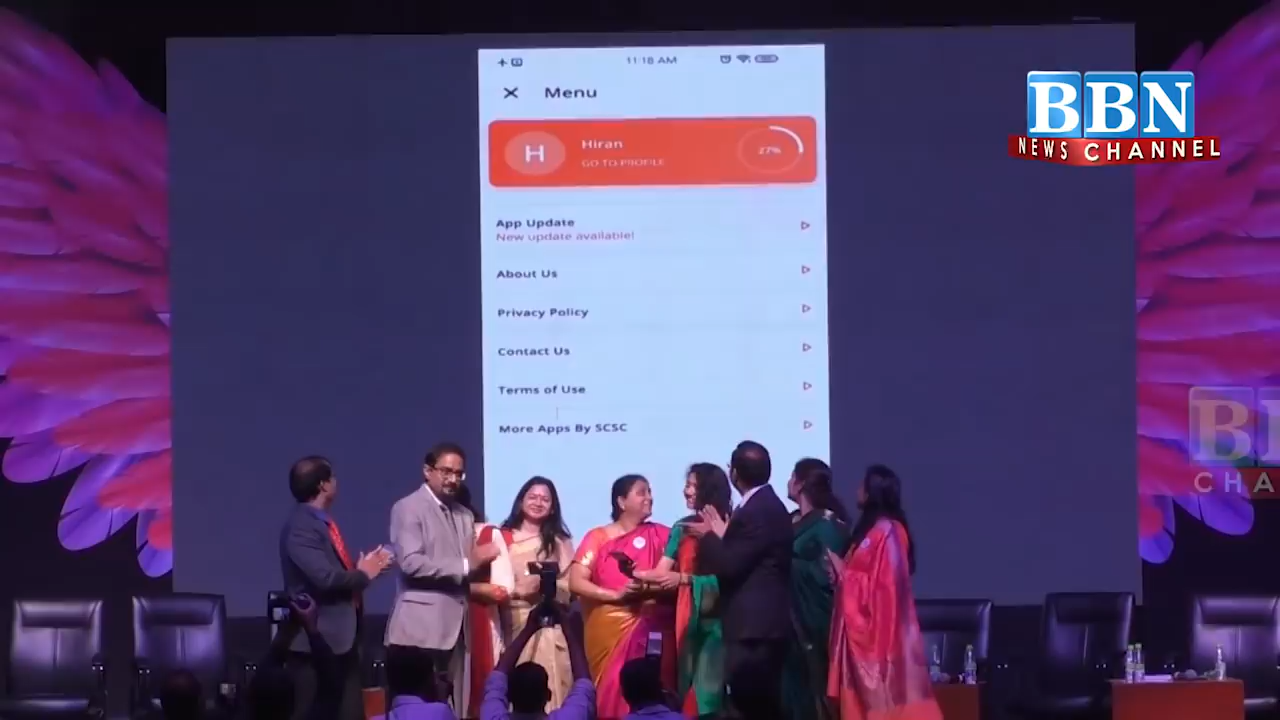 11:18 AM
Menu
H
Hiran
GO TO PROFILE
27%
App Update
New update available!
About Us
Privacy Policy
Contact Us
Terms of Use
More Apps By SCSC
BBN
NEWS CHANNEL
B
CHA